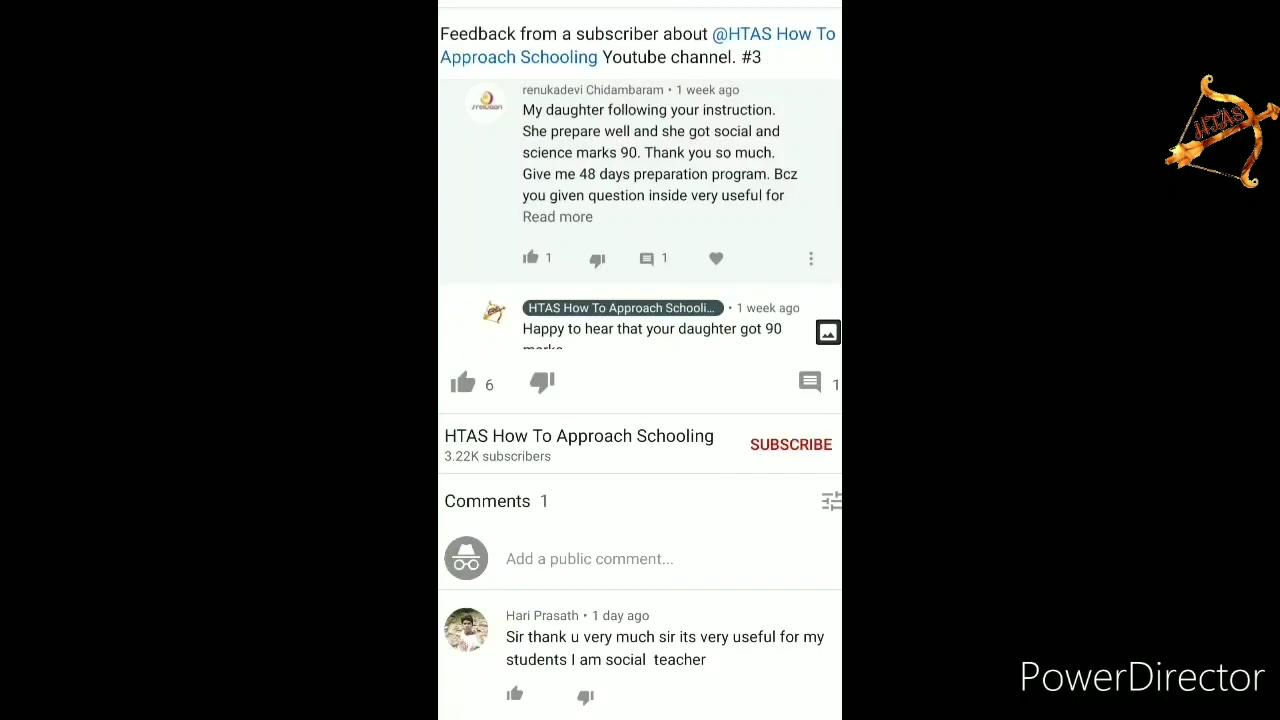 Feedback from a subscriber about @HTAS How To
Approach Schooling Youtube channel. #3
renukadevi Chidambaram • 1 week ago
My daughter following your instruction.
She prepare well and she got social and
science marks 90. Thank you so much.
Give me 48 days preparation program. Bcz
you given question inside very useful for
Read more
1
1
HTAS How To Approach Schooli... • 1 week ago
Happy to hear that your daughter got 90
6
1
HTAS How To Approach Schooling
SUBSCRIBE
3.22K subscribers
Comments 1
Add a public comment...
Hari Prasath • 1 day ago
Sir thank u very much sir its very useful for my
students I am social teacher
HTAS
PowerDirector